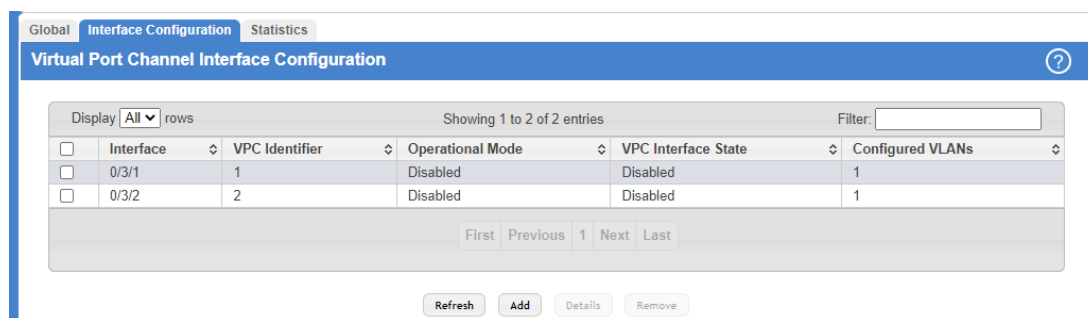 Global Interface Configuration Statistics
Virtual Port Channel Interface Configuration ?
Display All rows Showing 1 to 2 of 2 entries Filter:
Interface VPC Identifier Operational Mode VPC Interface State Configured VLANs
0/3/1 1 Disabled Disabled 1
0/3/2 2 Disabled Disabled 1
First Previous 1 Next Last
Refresh Add Details Remove